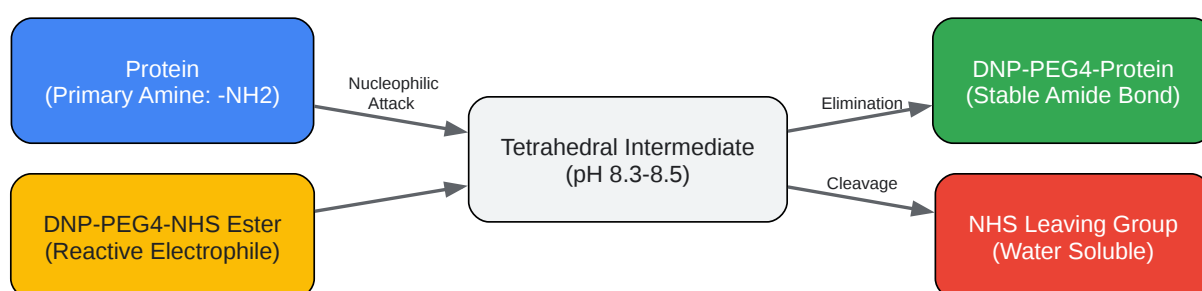 Protein
(Primary Amine: -NH2)
Nucleophilic
Attack
DNP-PEG4-NHS Ester
(Reactive Electrophile)
Tetrahedral Intermediate
(pH 8.3-8.5)
Elimination
DNP-PEG4-Protein
(Stable Amide Bond)
Cleavage
NHS Leaving Group
(Water Soluble)